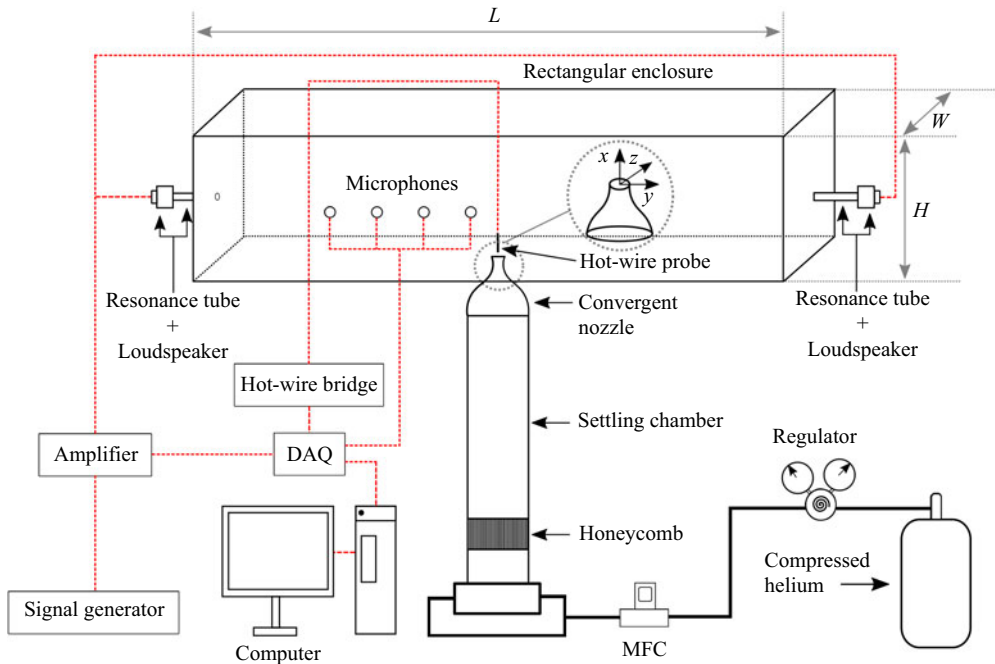 L
Rectangular enclosure
W
x
z
y
Microphones
H
Hot-wire probe
Resonance tube
+
Loudspeaker
Convergent
nozzle
Resonance tube
+
Loudspeaker
Hot-wire bridge
Settling chamber
Regulator
Amplifier
DAQ
Honeycomb
Compressed
helium
Signal generator
Computer
MFC